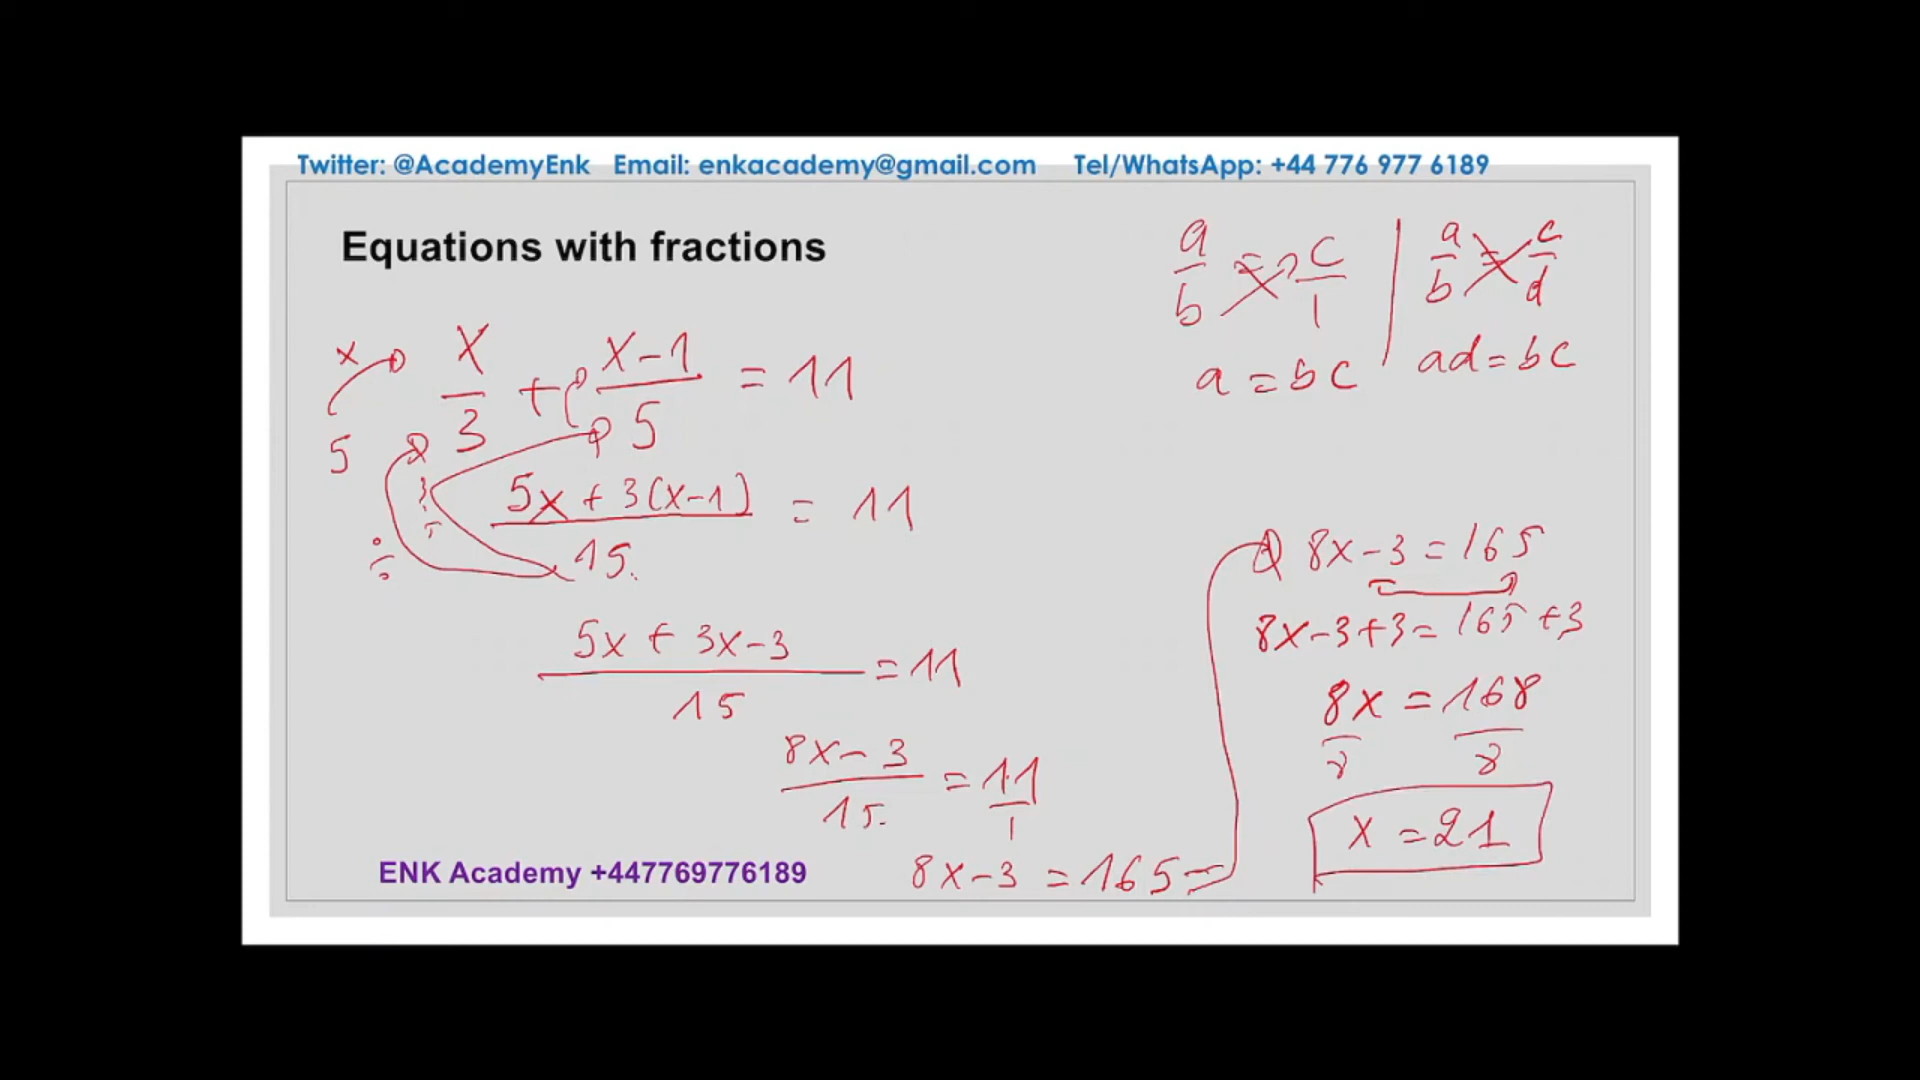 Twitter: @AcademyEnk Email: enkacademy@gmail.com Tel/WhatsApp: +44 776 977 6189
Equations with fractions
a/b = c/1 | a/b = c/d
a = bc | ad = bc
x/3 + (x-1)/5 = 11
x
5
(5x + 3(x-1))/15 = 11
÷
(5x + 3x-3)/15 = 11
(8x-3)/15 = 11/1
8x-3 = 165
8x-3 = 165
8x-3+3 = 165+3
8x/8 = 168/8
x = 21
ENK Academy +447769776189